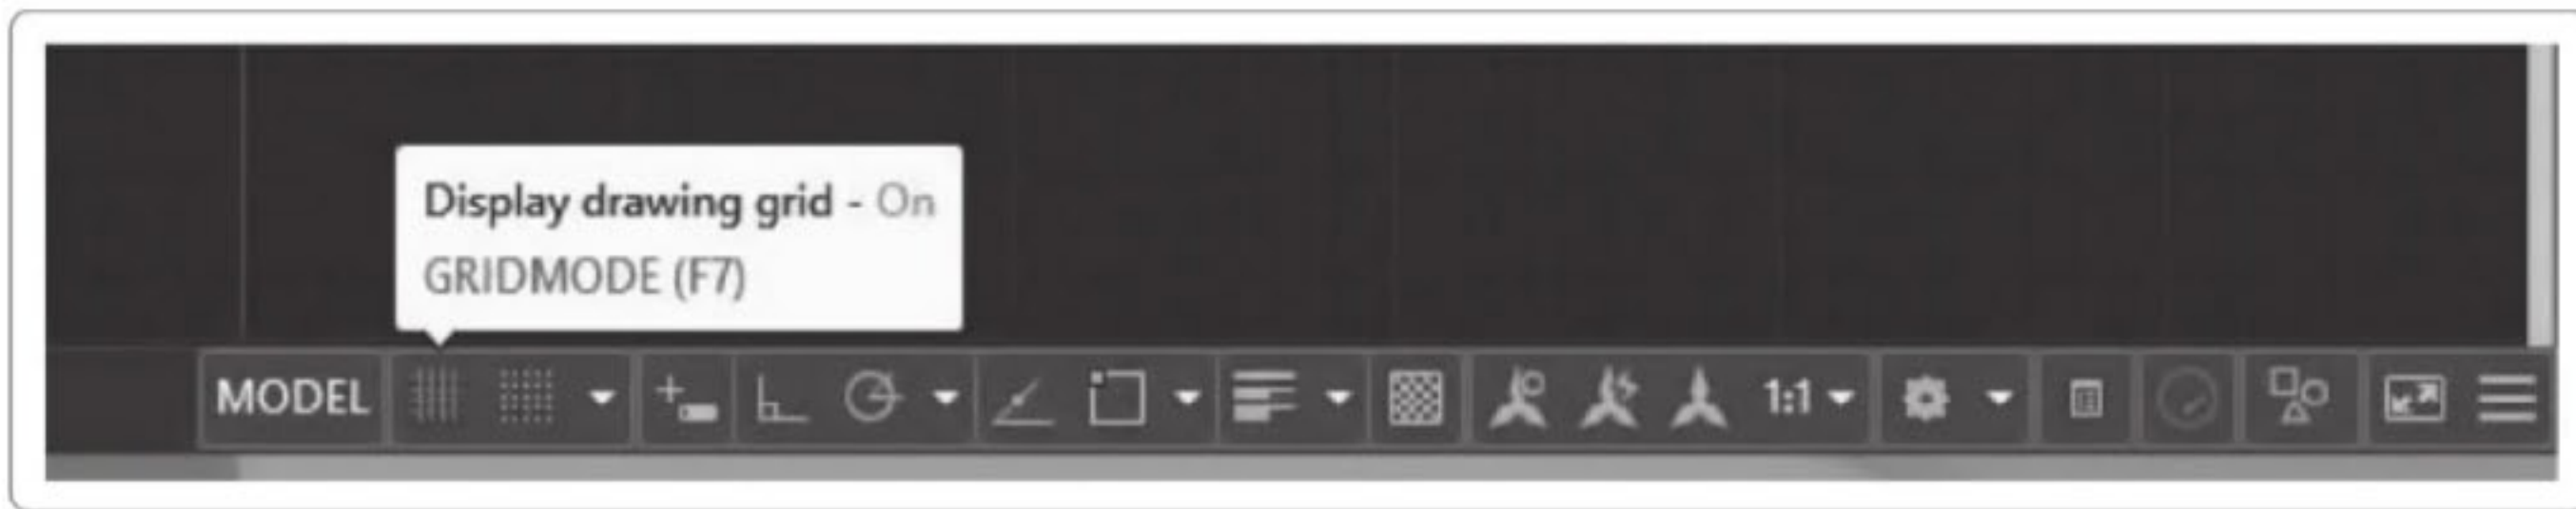 Display drawing grid - On
GRIDMODE (F7)
MODEL 1:1